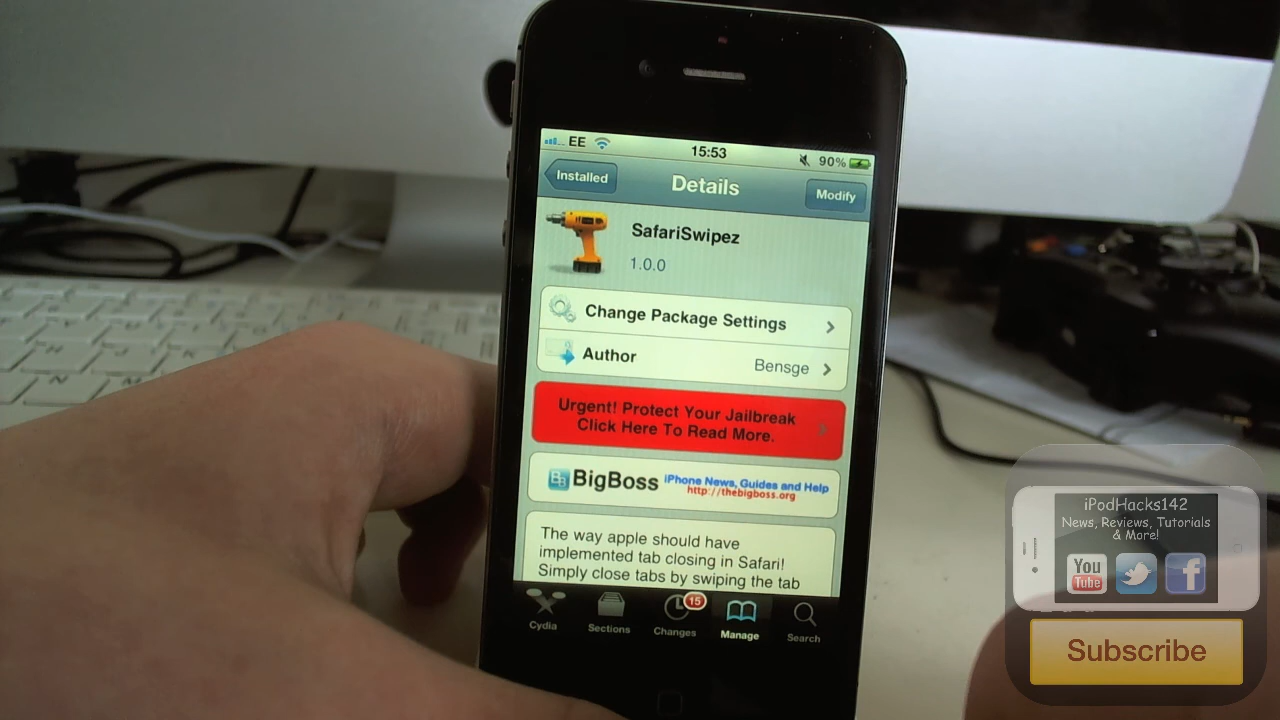 EE 15:53 90%
Installed Details Modify
SafariSwipez
1.0.0
Change Package Settings
Author Bensge
Urgent! Protect Your Jailbreak
Click Here To Read More.
BigBoss iPhone News, Guides and Help
http://thebigboss.org
The way apple should have
implemented tab closing in Safari!
Simply close tabs by swiping the tab
15
Cydia Sections Changes Manage Search
iPodHacks142
News, Reviews, Tutorials
& More!
You
Tube
f
Subscribe